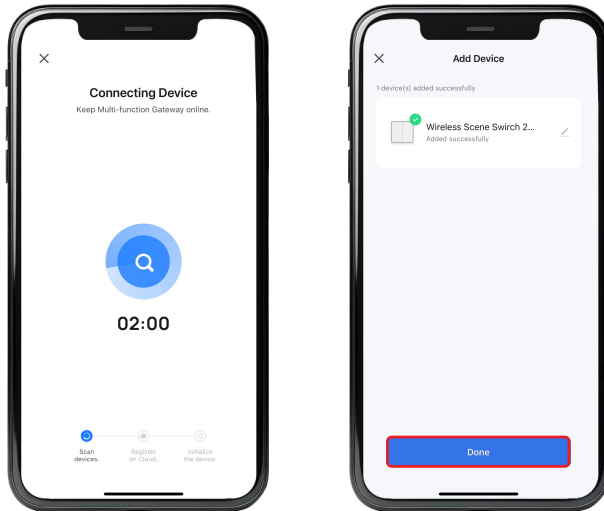 Connecting Device
Keep Multi-function Gateway online.
02:00
Scan
devices.
Register
on Cloud.
Initialize
the device.
Add Device
1 device(s) added successfully
Wireless Scene Swirch 2...
Added successfully
Done